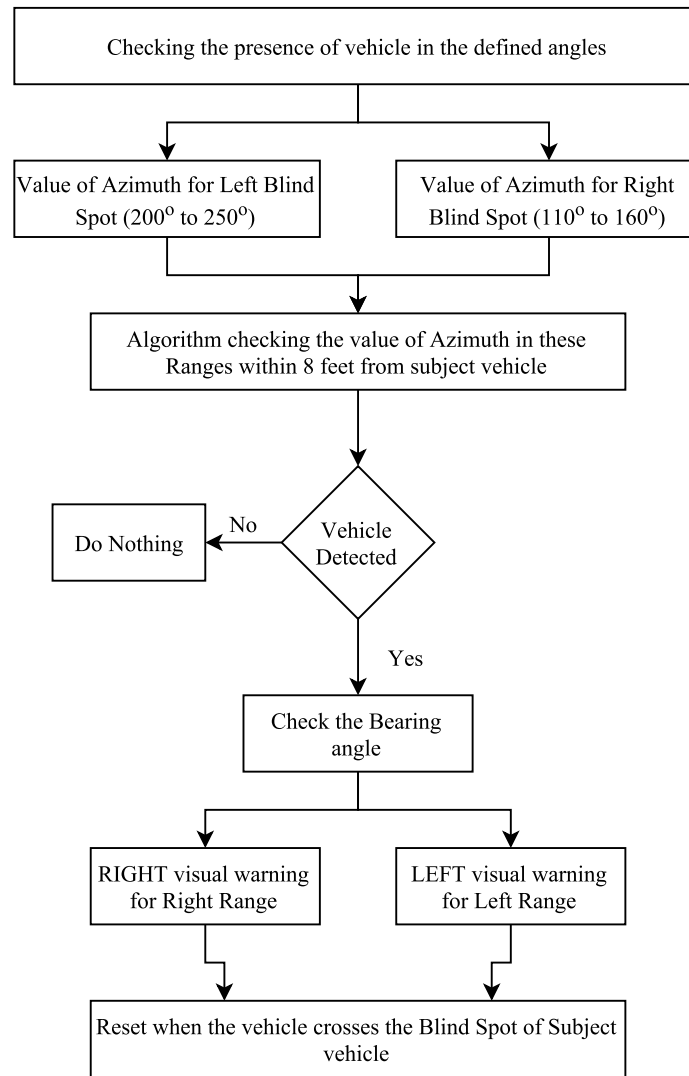 Checking the presence of vehicle in the defined angles
Value of Azimuth for Left Blind
Spot (200° to 250°)
Value of Azimuth for Right
Blind Spot (110° to 160°)
Algorithm checking the value of Azimuth in these
Ranges within 8 feet from subject vehicle
Vehicle
Detected
No
Do Nothing
Yes
Check the Bearing
angle
RIGHT visual warning
for Right Range
LEFT visual warning
for Left Range
Reset when the vehicle crosses the Blind Spot of Subject
vehicle